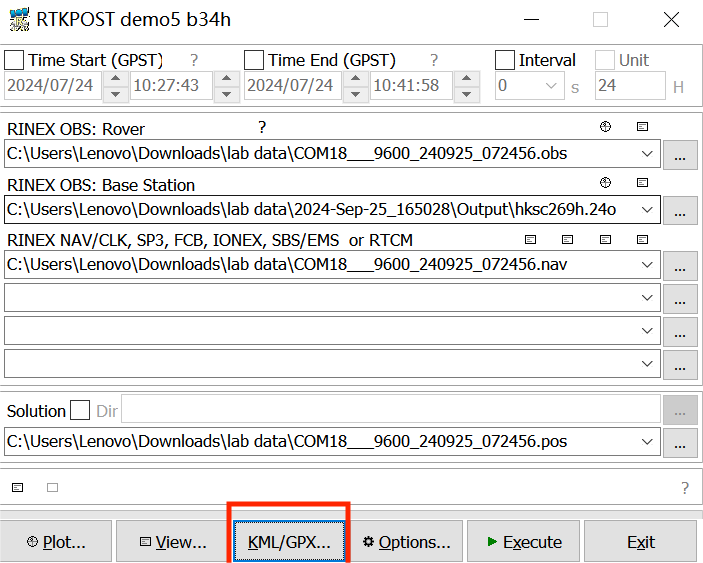 RTKPOST demo5 b34h
Time Start (GPST) ? Time End (GPST) ? Interval Unit
2024/07/24 10:27:43 2024/07/24 10:41:58 0 s 24 H
RINEX OBS: Rover ?
C:\Users\Lenovo\Downloads\lab data\COM18___9600_240925_072456.obs ...
RINEX OBS: Base Station
C:\Users\Lenovo\Downloads\lab data\2024-Sep-25_165028\Output\hksc269h.24o ...
RINEX NAV/CLK, SP3, FCB, IONEX, SBS/EMS or RTCM
C:\Users\Lenovo\Downloads\lab data\COM18___9600_240925_072456.nav ...
...
...
...
Solution Dir ...
C:\Users\Lenovo\Downloads\lab data\COM18___9600_240925_072456.pos ...
?
Plot... View... KML/GPX... Options... Execute Exit